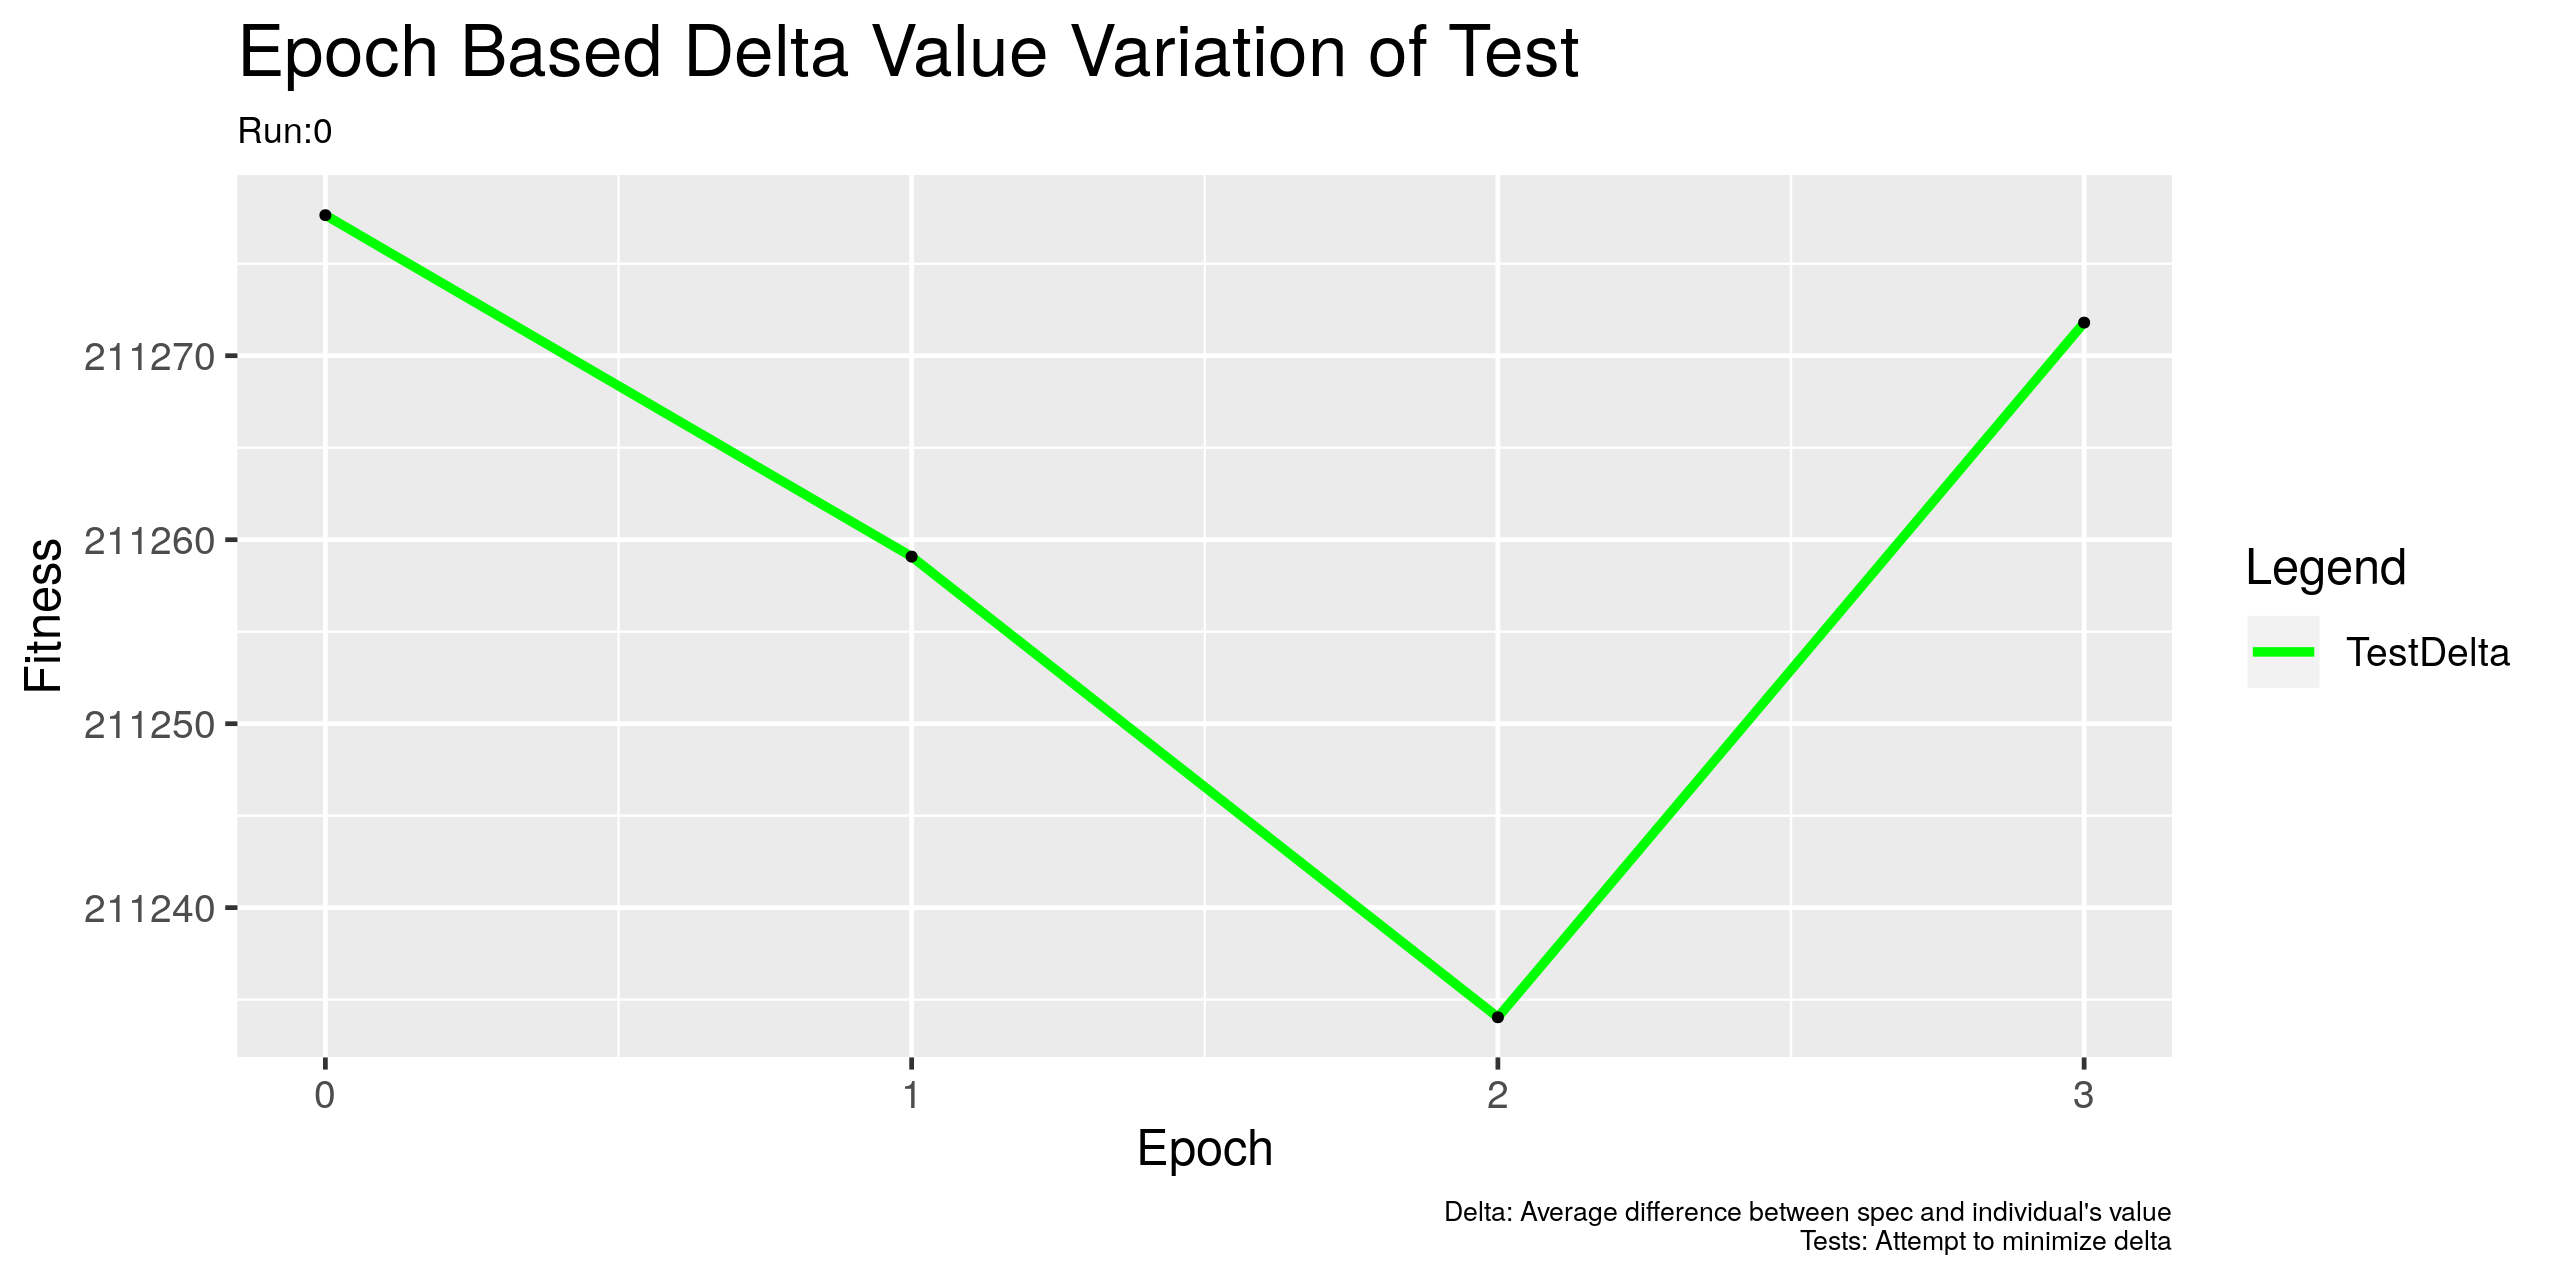 Epoch Based Delta Value Variation of Test
Run:0
Fitness
211270
211260
211250
211240
0
1
2
3
Epoch
Legend
TestDelta
Delta: Average difference between spec and individual's value
Tests: Attempt to minimize delta